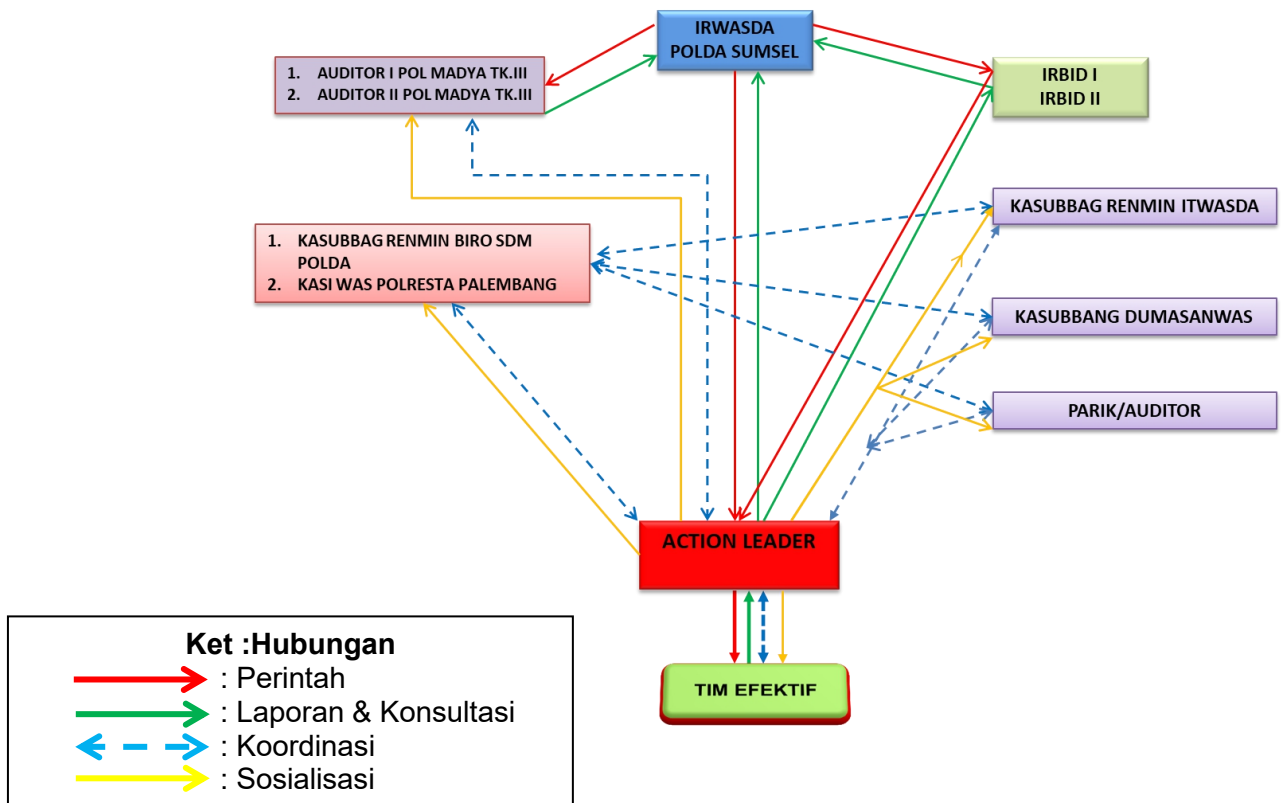 IRWASDA
POLDA SUMSEL
1. AUDITOR I POL MADYA TK.III
2. AUDITOR II POL MADYA TK.III
IRBID I
IRBID II
KASUBBAG RENMIN ITWASDA
1. KASUBBAG RENMIN BIRO SDM
POLDA
2. KASI WAS POLRESTA PALEMBANG
KASUBBANG DUMASANWAS
PARIK/AUDITOR
ACTION LEADER
TIM EFEKTIF
Ket :Hubungan
: Perintah
: Laporan & Konsultasi
: Koordinasi
: Sosialisasi